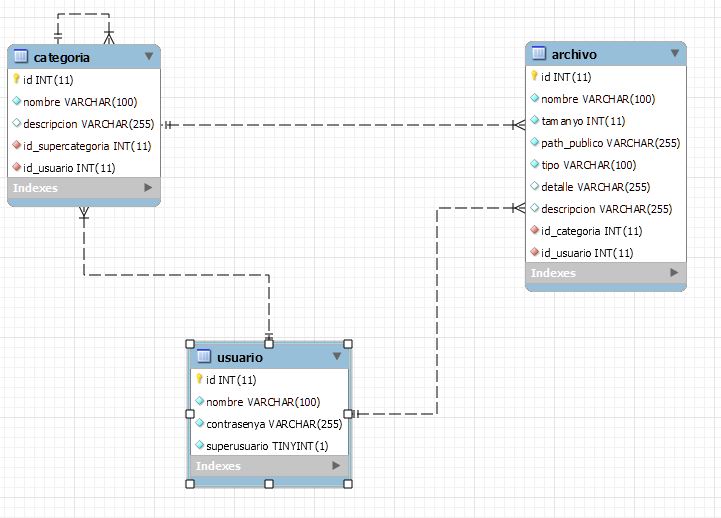 categoria
id INT(11)
nombre VARCHAR(100)
descripcion VARCHAR(255)
id_supercategoria INT(11)
id_usuario INT(11)
Indexes
archivo
id INT(11)
nombre VARCHAR(100)
tamanyo INT(11)
path_publico VARCHAR(255)
tipo VARCHAR(100)
detalle VARCHAR(255)
descripcion VARCHAR(255)
id_categoria INT(11)
id_usuario INT(11)
Indexes
usuario
id INT(11)
nombre VARCHAR(100)
contrasenya VARCHAR(255)
superusuario TINYINT(1)
Indexes